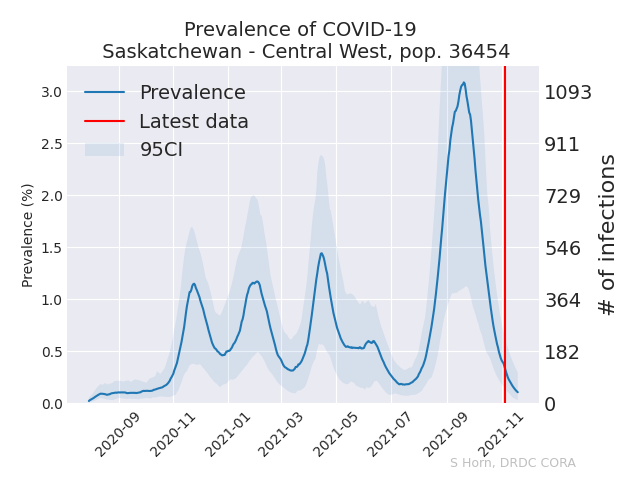 Prevalence of COVID-19
Saskatchewan - Central West, pop. 36454
Prevalence
Latest data
95CI
Prevalence (%)
3.0
2.5
2.0
1.5
1.0
0.5
0.0
1093
911
729
546
364
182
0
# of infections
2020-09
2020-11
2021-01
2021-03
2021-05
2021-07
2021-09
2021-11
S Horn, DRDC CORA